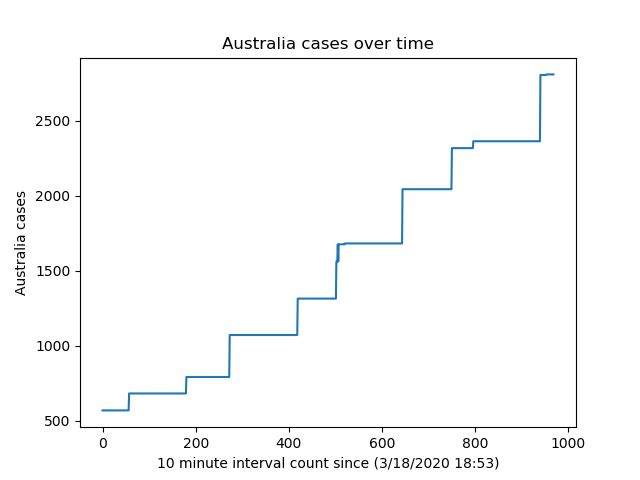 Australia cases over time
2500
2000
1500
1000
500
Australia cases
0 200 400 600 800 1000
10 minute interval count since (3/18/2020 18:53)